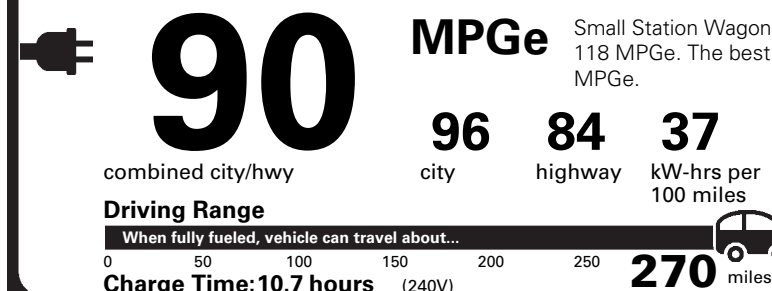 90
combined city/hwy
MPGe
Small Station Wagon
118 MPGe. The best
MPGe.
96
city
84
highway
37
kW-hrs per
100 miles
Driving Range
When fully fueled, vehicle can travel about...
0 50 100 150 200 250
270 miles
Charge Time: 10.7 hours (240V)